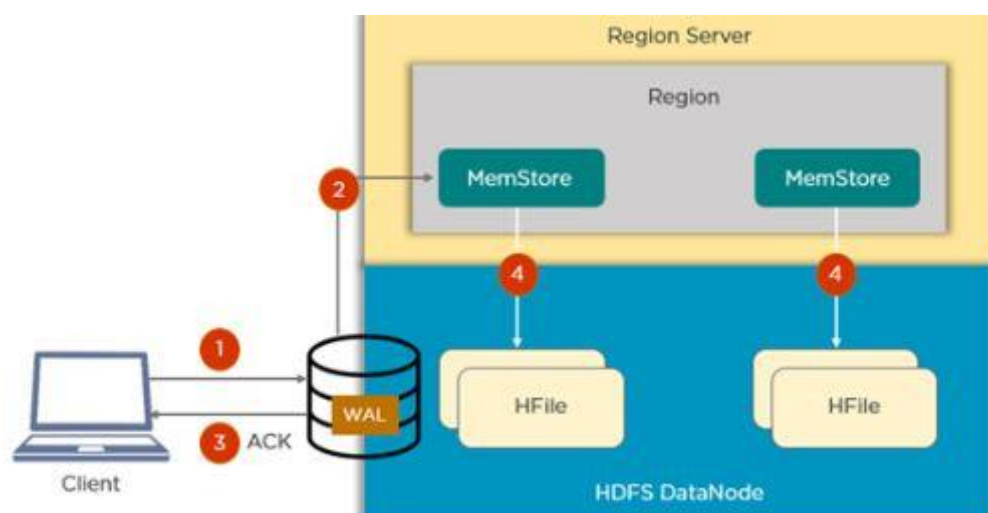 Region Server
Region
MemStore
MemStore
2
4
4
1
WAL
3 ACK
HFile
HFile
Client
HDFS DataNode